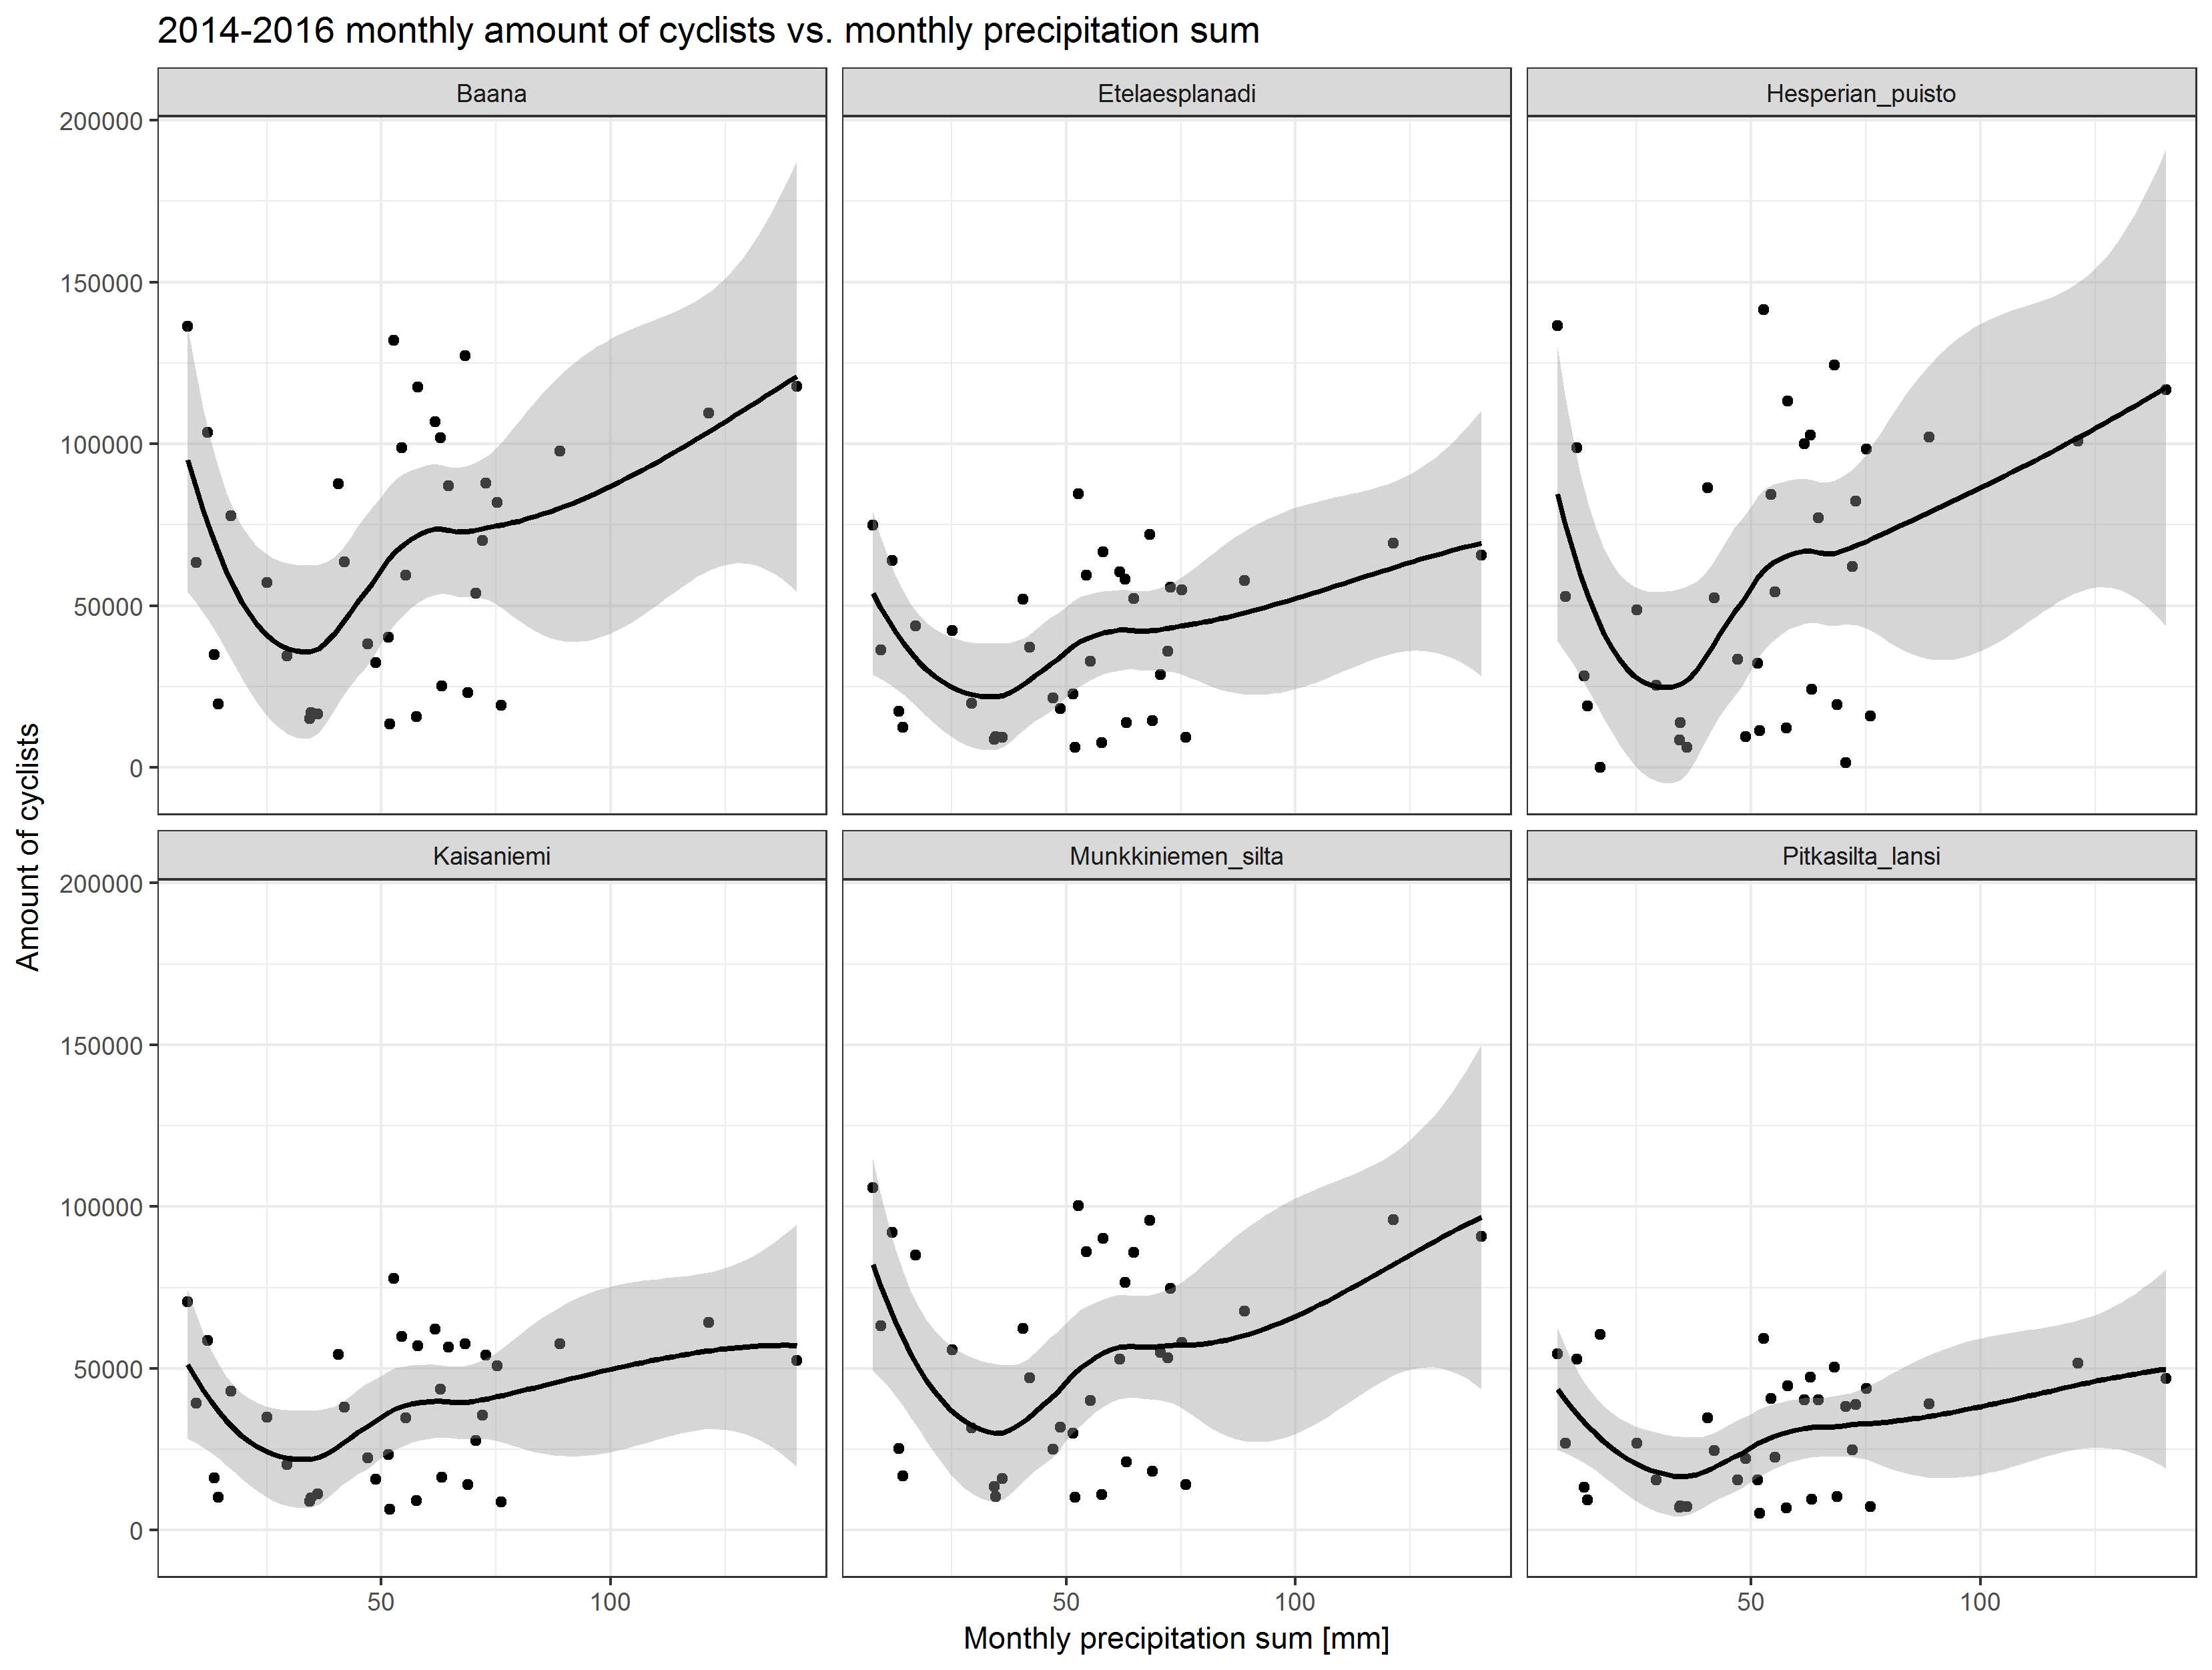 2014-2016 monthly amount of cyclists vs. monthly precipitation sum
Baana
Etelaesplanadi
Hesperian_puisto
200000
150000
100000
50000
0
Kaisaniemi
Munkkiniemen_silta
Pitkasilta_lansi
200000
150000
100000
50000
0
Amount of cyclists
50
100
50
100
50
100
Monthly precipitation sum [mm]